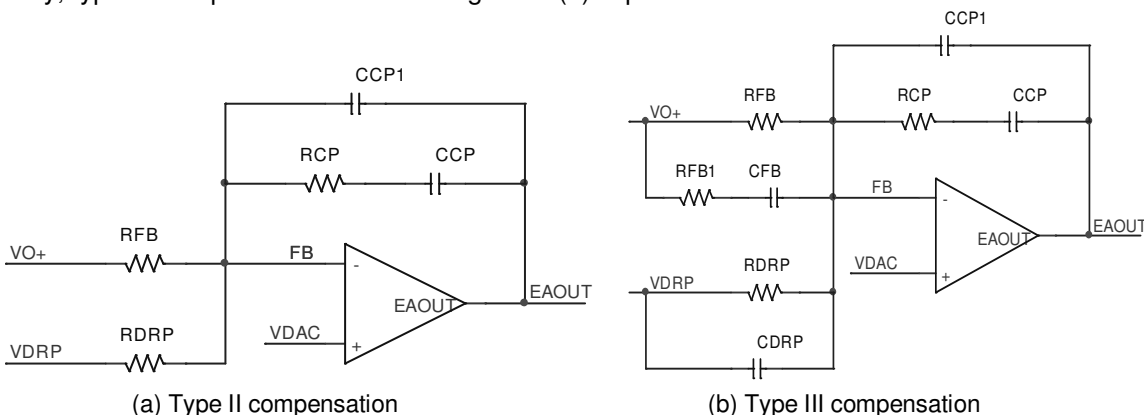 CCP1
RCP
CCP
RFB
VO+
FB
-
EAOUT
EAOUT
RDRP
VDAC
+
VDRP
(a) Type II compensation
CCP1
RFB
RCP
CCP
VO+
RFB1
CFB
FB
-
EAOUT
EAOUT
RDRP
VDAC
+
VDRP
CDRP
(b) Type III compensation